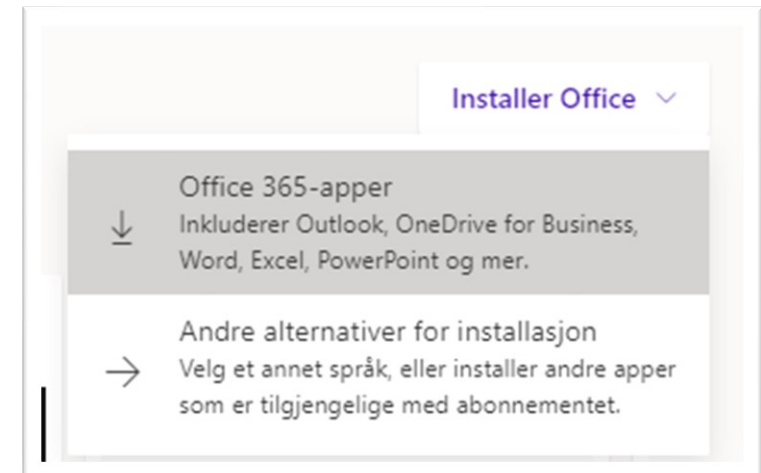 Installer Office
Office 365-apper
Inkluderer Outlook, OneDrive for Business,
Word, Excel, PowerPoint og mer.
Andre alternativer for installasjon
Velg et annet språk, eller installer andre apper
som er tilgjengelige med abonnementet.